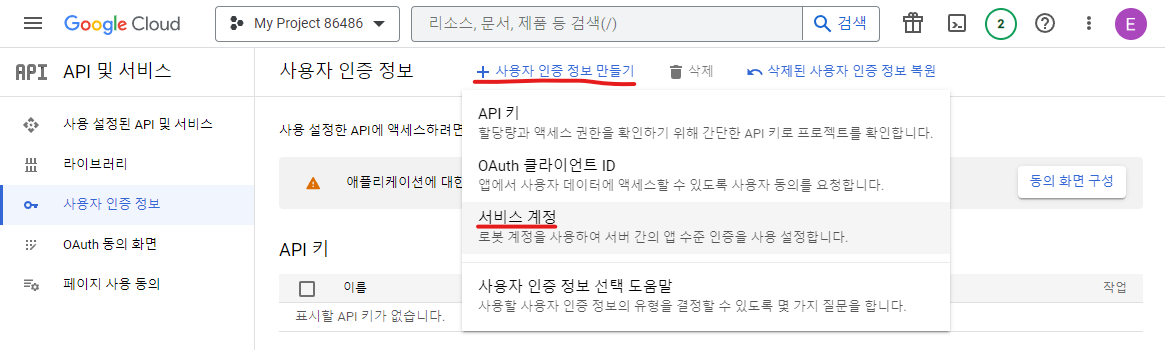 Google Cloud
My Project 86486
리소스, 문서, 제품 등 검색(/)
검색
2
E
API
API 및 서비스
사용자 인증 정보
+ 사용자 인증 정보 만들기
삭제
삭제된 사용자 인증 정보 복원
사용 설정된 API 및 서비스
라이브러리
사용자 인증 정보
OAuth 동의 화면
페이지 사용 동의
사용 설정한 API에 액세스하려면
애플리케이션에 대한
동의 화면 구성
API 키
할당량과 액세스 권한을 확인하기 위해 간단한 API 키로 프로젝트를 확인합니다.
OAuth 클라이언트 ID
앱에서 사용자 데이터에 액세스할 수 있도록 사용자 동의를 요청합니다.
서비스 계정
로봇 계정을 사용하여 서버 간의 앱 수준 인증을 사용 설정합니다.
사용자 인증 정보 선택 도움말
사용할 사용자 인증 정보의 유형을 결정할 수 있도록 몇 가지 질문을 합니다.
API 키
이름
작업
표시할 API 키가 없습니다.